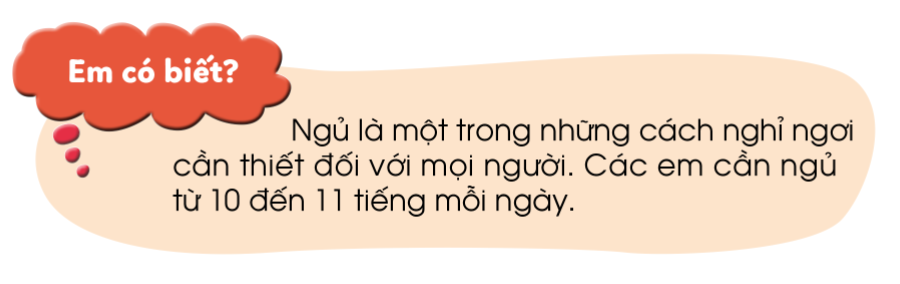 Em có biết?
Ngủ là một trong những cách nghỉ ngơi
cần thiết đối với mọi người. Các em cần ngủ
từ 10 đến 11 tiếng mỗi ngày.